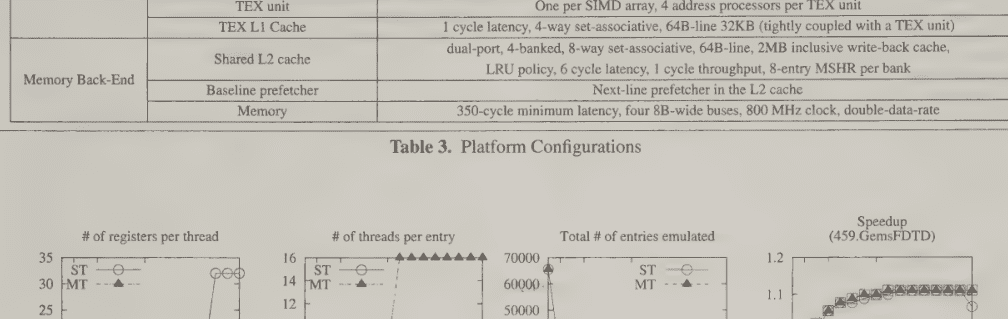 TEX unit One per SIMD array, 4 address processors per TEX unit
TEX L1 Cache 1 cycle latency, 4-way set-associative, 64B-line 32KB (tightly coupled with a TEX unit)
Memory Back-End
Shared L2 cache
dual-port, 4-banked, 8-way set-associative, 64B-line, 2MB inclusive write-back cache,
LRU policy, 6 cycle latency, 1 cycle throughput, 8-entry MSHR per bank
Baseline prefetcher Next-line prefetcher in the L2 cache
Memory 350-cycle minimum latency, four 8B-wide buses, 800 MHz clock, double-data-rate
Table 3. Platform Configurations
# of registers per thread
35
30
25
ST
MT
# of threads per entry
16
14
12
ST
MT
Total # of entries emulated
70000
60000
50000
ST
MT
Speedup
(459.GemsFDTD)
1.2
1.1